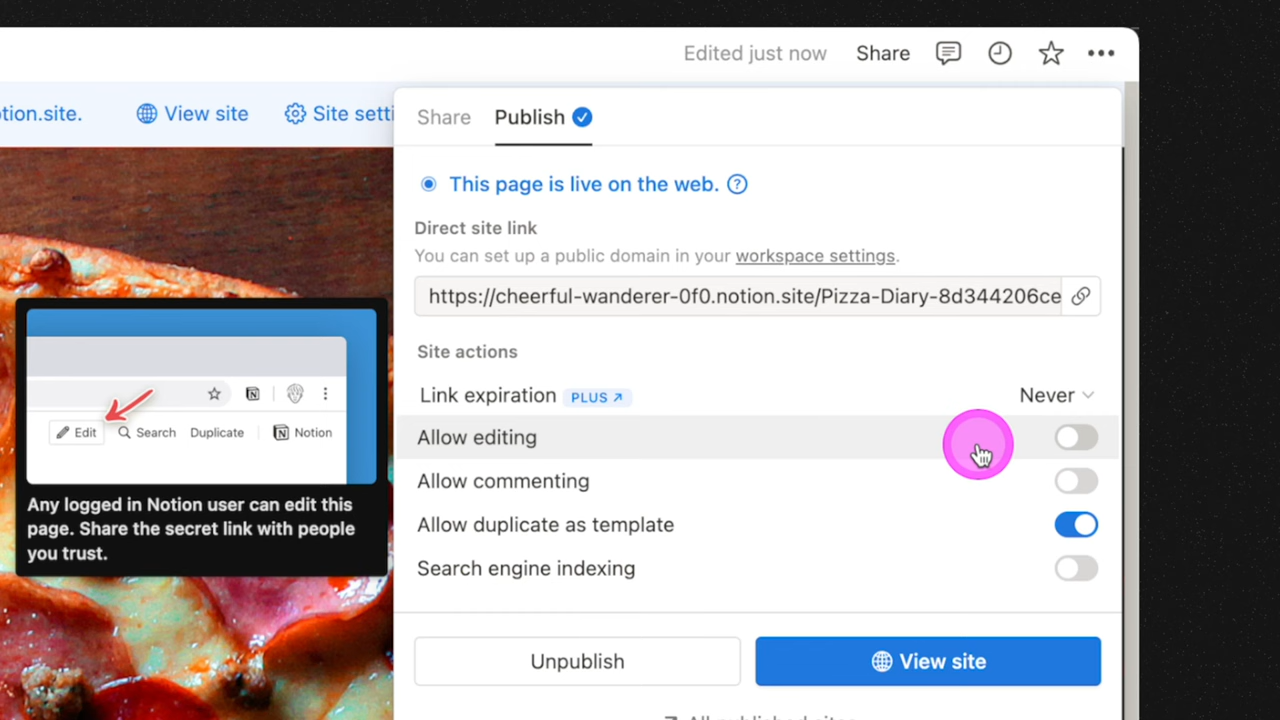 Edited just now Share
otion.site. View site Site setti
Share Publish
This page is live on the web.
Direct site link
You can set up a public domain in your workspace settings.
https://cheerful-wanderer-0f0.notion.site/Pizza-Diary-8d344206ce
Site actions
Link expiration PLUS ↗ Never
Allow editing
Allow commenting
Allow duplicate as template
Search engine indexing
Unpublish View site
All published sites
Edit Search Duplicate Notion
Any logged in Notion user can edit this
page. Share the secret link with people
you trust.